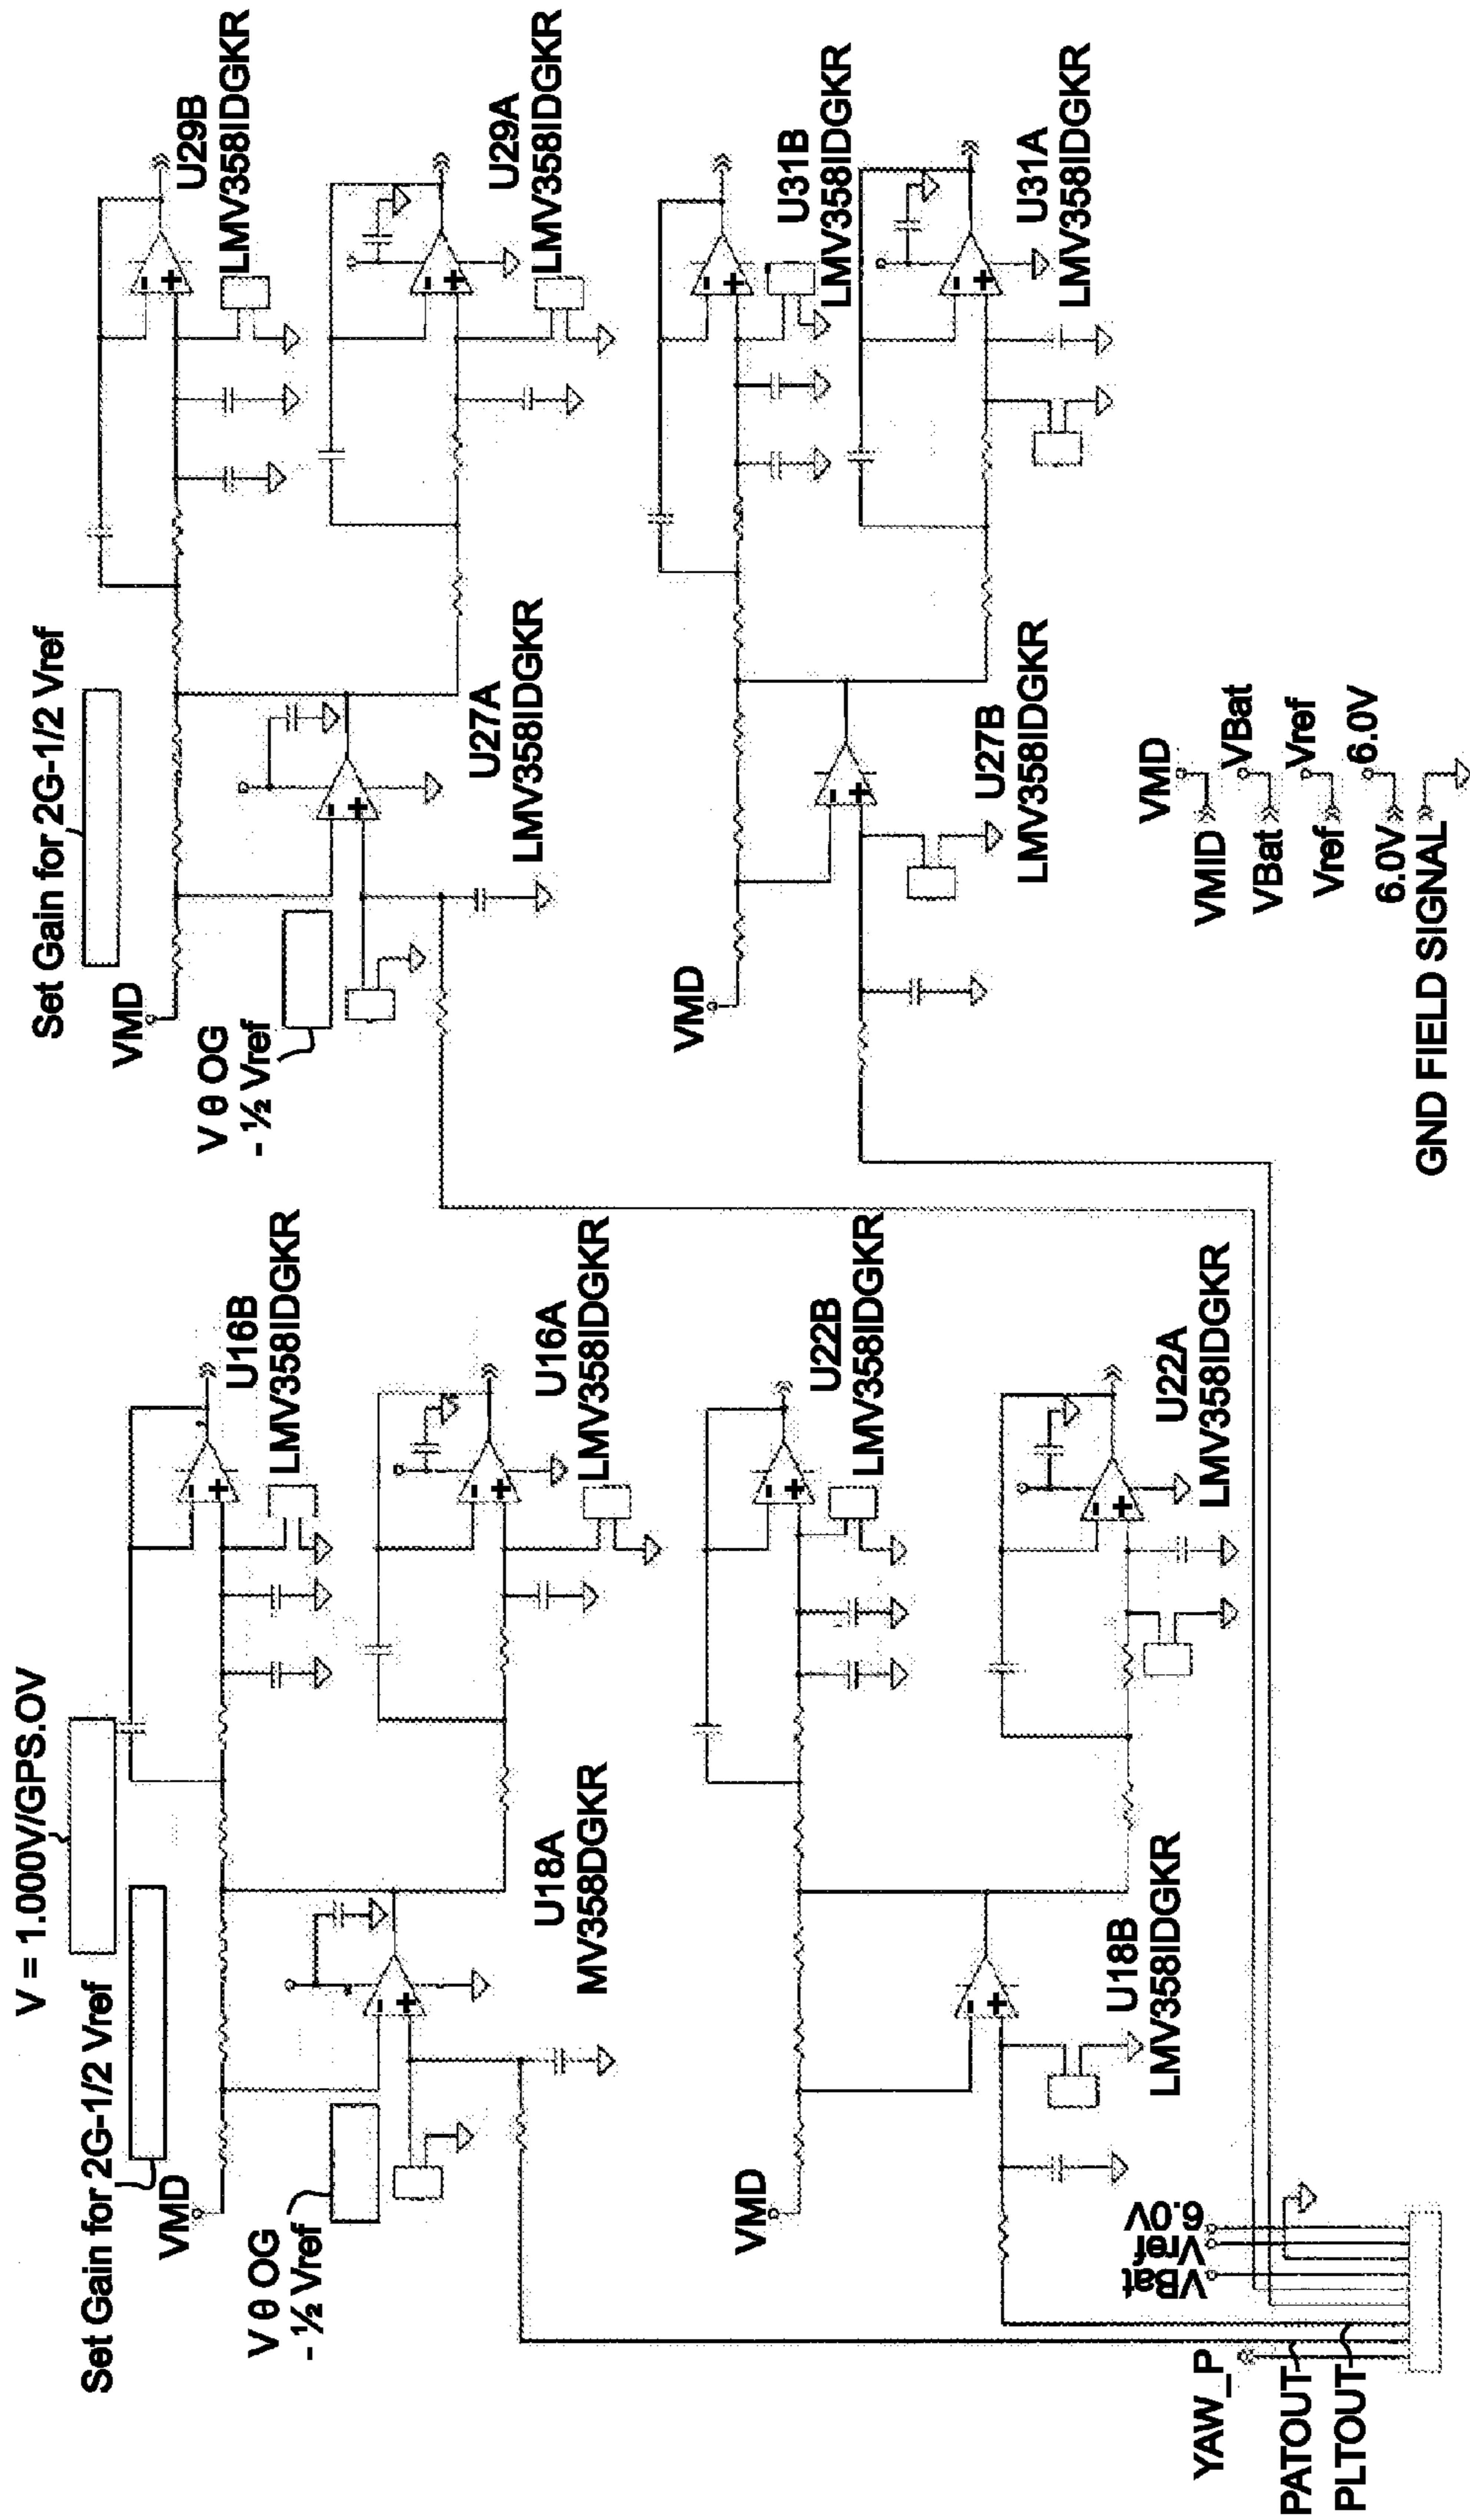 Set Gain for 2G-1/2 Vref
V = 1.000V/GPS.OV
VMD
V θ OG
- ½ Vref
U18A
MV358DGKR
U16B
LMV358IDGKR
U16A
LMV358IDGKR
VMD
U18B
LMV358IDGKR
U22B
LMV358IDGKR
U22A
LMV358IDGKR
YAW_P
PATOUT
PLTOUT
VBat
Vref
6.0V
Set Gain for 2G-1/2 Vref
VMD
V θ OG
- ½ Vref
U27A
LMV358IDGKR
U29B
LMV358IDGKR
U29A
LMV358IDGKR
VMD
U27B
LMV358IDGKR
U31B
LMV358IDGKR
U31A
LMV358IDGKR
VMID
VMD
VBat
VBat
Vref
Vref
6.0V
6.0V
GND FIELD SIGNAL